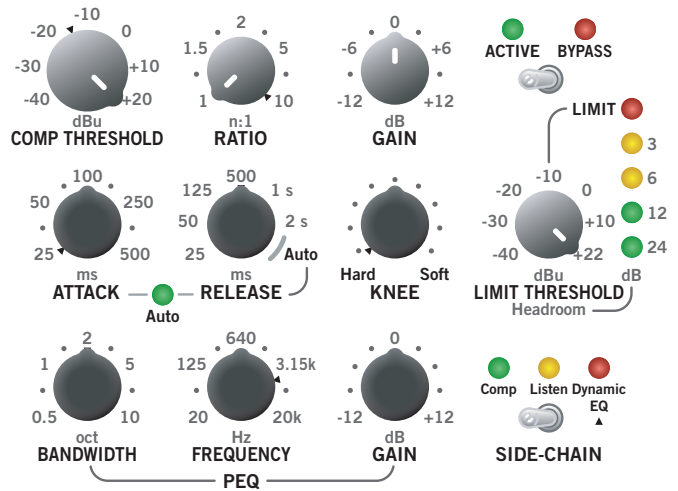 -10
-20 0
-30 +10
-40 +20
dBu
COMP THRESHOLD
2
1.5 5
1 10
n:1
RATIO
0
-6 +6
-12 +12
dB
GAIN
ACTIVE BYPASS
LIMIT
3
6
12
24
dB
100
50 250
25 500
ms
ATTACK
Auto
500
125 1 s
50 2 s
25 Auto
ms
RELEASE
Hard Soft
KNEE
-10
-20 0
-30 +10
-40 +22
dBu
LIMIT THRESHOLD
Headroom
2
1 5
0.5 10
oct
BANDWIDTH
640
125 3.15k
20 20k
Hz
FREQUENCY
0
-12 +12
dB
GAIN
PEQ
Comp Listen Dynamic
EQ
▲
SIDE-CHAIN